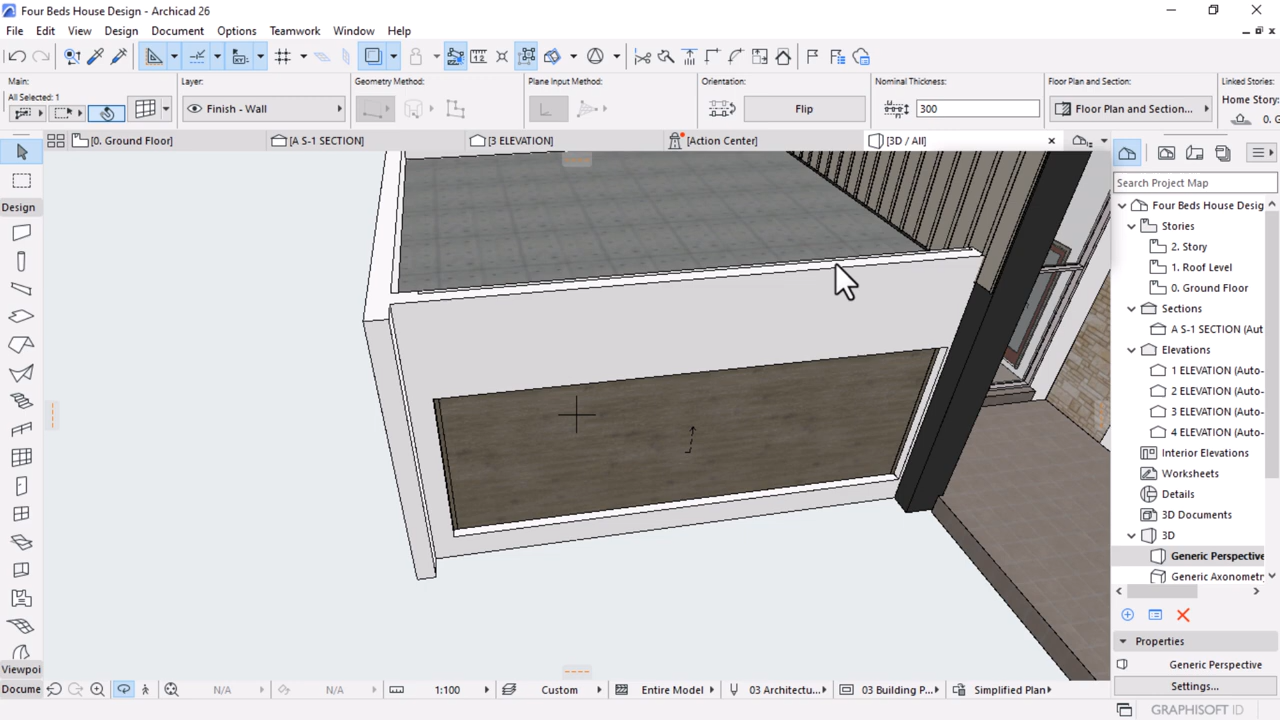 Four Beds House Design - Archicad 26
File Edit View Design Document Options Teamwork Window Help
Main: Layer: Geometry Method: Plane Input Method: Orientation: Nominal Thickness: Floor Plan and Section: Linked Stories:
All Selected: 1 Finish - Wall Flip 300 Floor Plan and Section... Home Story:
0. G
[0. Ground Floor] [A S-1 SECTION] [3 ELEVATION] [Action Center] [3D / All]
Design
Viewpoi
Docume
Search Project Map
Four Beds House Desig
Stories
2. Story
1. Roof Level
0. Ground Floor
Sections
A S-1 SECTION (Aut
Elevations
1 ELEVATION (Auto-
2 ELEVATION (Auto-
3 ELEVATION (Auto-
4 ELEVATION (Auto-
Interior Elevations
Worksheets
Details
3D Documents
3D
Generic Perspective
Generic Axonometr
Properties
Generic Perspective
Settings...
N/A N/A 1:100 Custom Entire Model 03 Architectu... 03 Building P... Simplified Plan
GRAPHISOFT ID